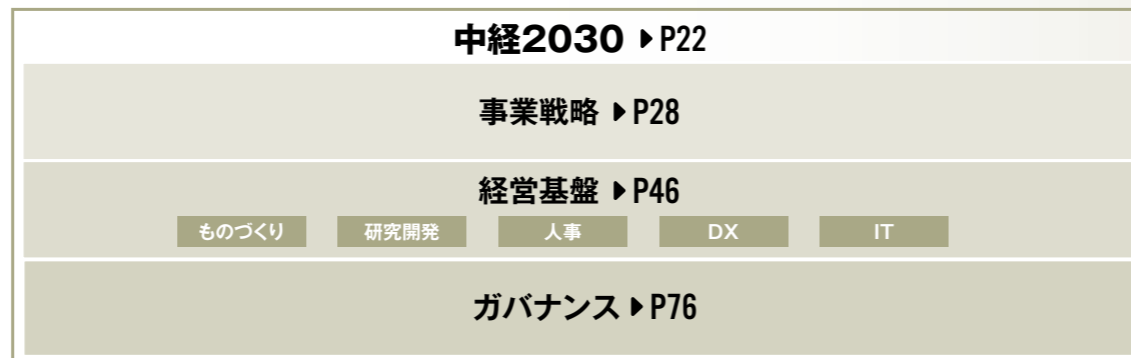 中経2030 ▶P22
事業戦略 ▶P28
経営基盤 ▶P46
ものづくり 研究開発 人事 DX IT
ガバナンス ▶P76